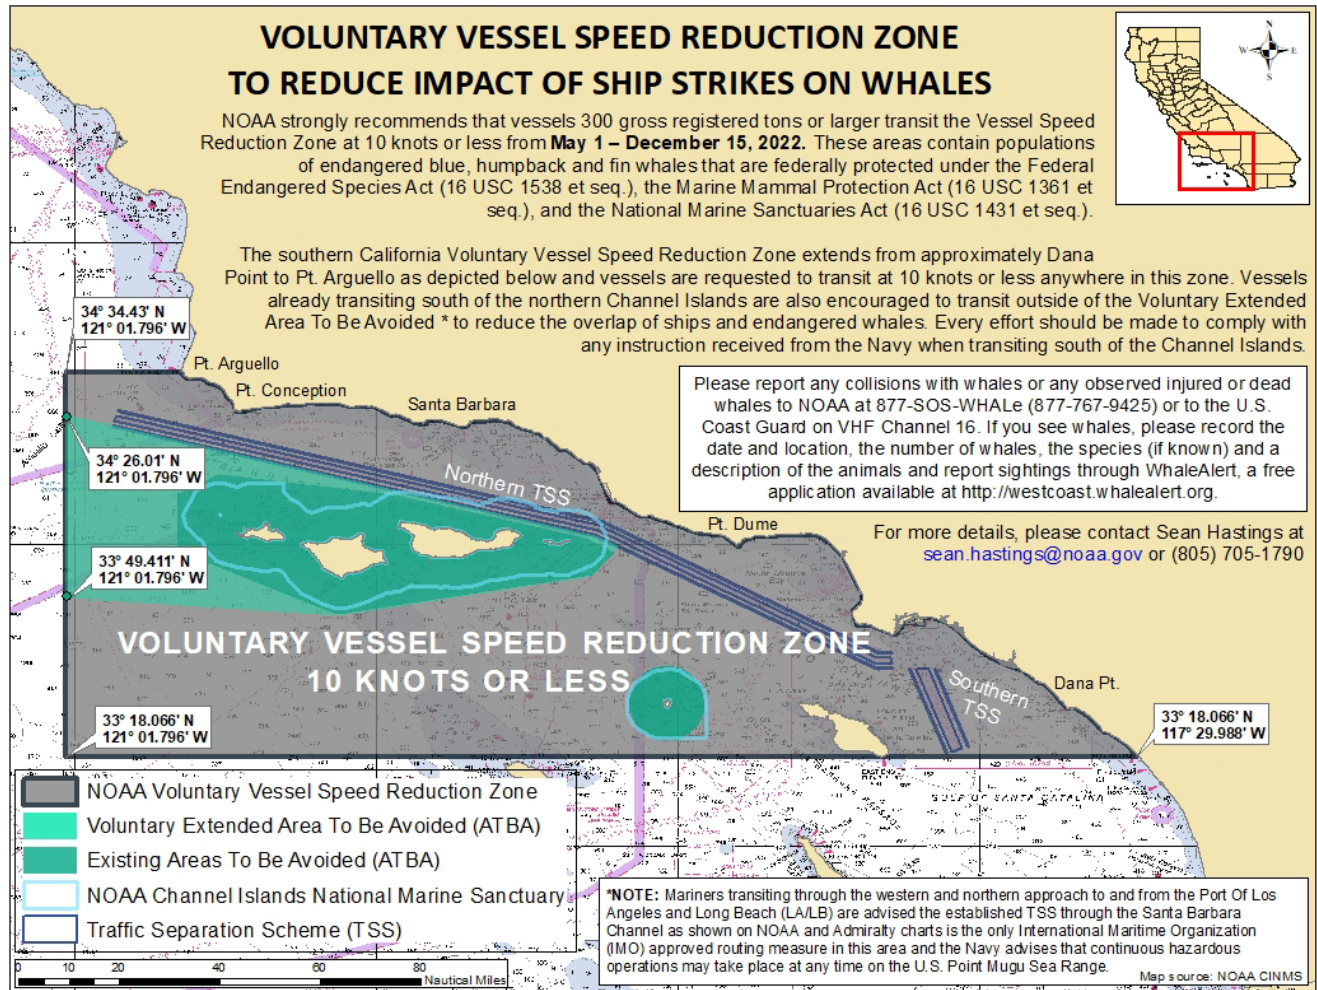 VOLUNTARY VESSEL SPEED REDUCTION ZONE
TO REDUCE IMPACT OF SHIP STRIKES ON WHALES
NOAA strongly recommends that vessels 300 gross registered tons or larger transit the Vessel Speed
Reduction Zone at 10 knots or less from May 1 – December 15, 2022. These areas contain populations
of endangered blue, humpback and fin whales that are federally protected under the Federal
Endangered Species Act (16 USC 1538 et seq.), the Marine Mammal Protection Act (16 USC 1361 et
seq.), and the National Marine Sanctuaries Act (16 USC 1431 et seq.).
N
W
E
S
The southern California Voluntary Vessel Speed Reduction Zone extends from approximately Dana
Point to Pt. Arguello as depicted below and vessels are requested to transit at 10 knots or less anywhere in this zone. Vessels
already transiting south of the northern Channel Islands are also encouraged to transit outside of the Voluntary Extended
Area To Be Avoided * to reduce the overlap of ships and endangered whales. Every effort should be made to comply with
any instruction received from the Navy when transiting south of the Channel Islands.
34° 34.43' N
121° 01.796' W
Pt. Arguello
Pt. Conception
Santa Barbara
Please report any collisions with whales or any observed injured or dead
whales to NOAA at 877-SOS-WHALe (877-767-9425) or to the U.S.
Coast Guard on VHF Channel 16. If you see whales, please record the
date and location, the number of whales, the species (if known) and a
description of the animals and report sightings through WhaleAlert, a free
application available at http://westcoast.whalealert.org.
34° 26.01' N
121° 01.796' W
Northern TSS
Pt. Dume
For more details, please contact Sean Hastings at
sean.hastings@noaa.gov or (805) 705-1790
33° 49.411' N
121° 01.796' W
VOLUNTARY VESSEL SPEED REDUCTION ZONE
10 KNOTS OR LESS
Southern
TSS
Dana Pt.
33° 18.066' N
121° 01.796' W
33° 18.066' N
117° 29.988' W
GULF OF SANTA CATALINA
NOAA Voluntary Vessel Speed Reduction Zone
Voluntary Extended Area To Be Avoided (ATBA)
Existing Areas To Be Avoided (ATBA)
NOAA Channel Islands National Marine Sanctuary
Traffic Separation Scheme (TSS)
0 10 20 40 60 80
Nautical Miles
*NOTE: Mariners transiting through the western and northern approach to and from the Port Of Los
Angeles and Long Beach (LA/LB) are advised the established TSS through the Santa Barbara
Channel as shown on NOAA and Admiralty charts is the only International Maritime Organization
(IMO) approved routing measure in this area and the Navy advises that continuous hazardous
operations may take place at any time on the U.S. Point Mugu Sea Range.
Map source: NOAA CINMS